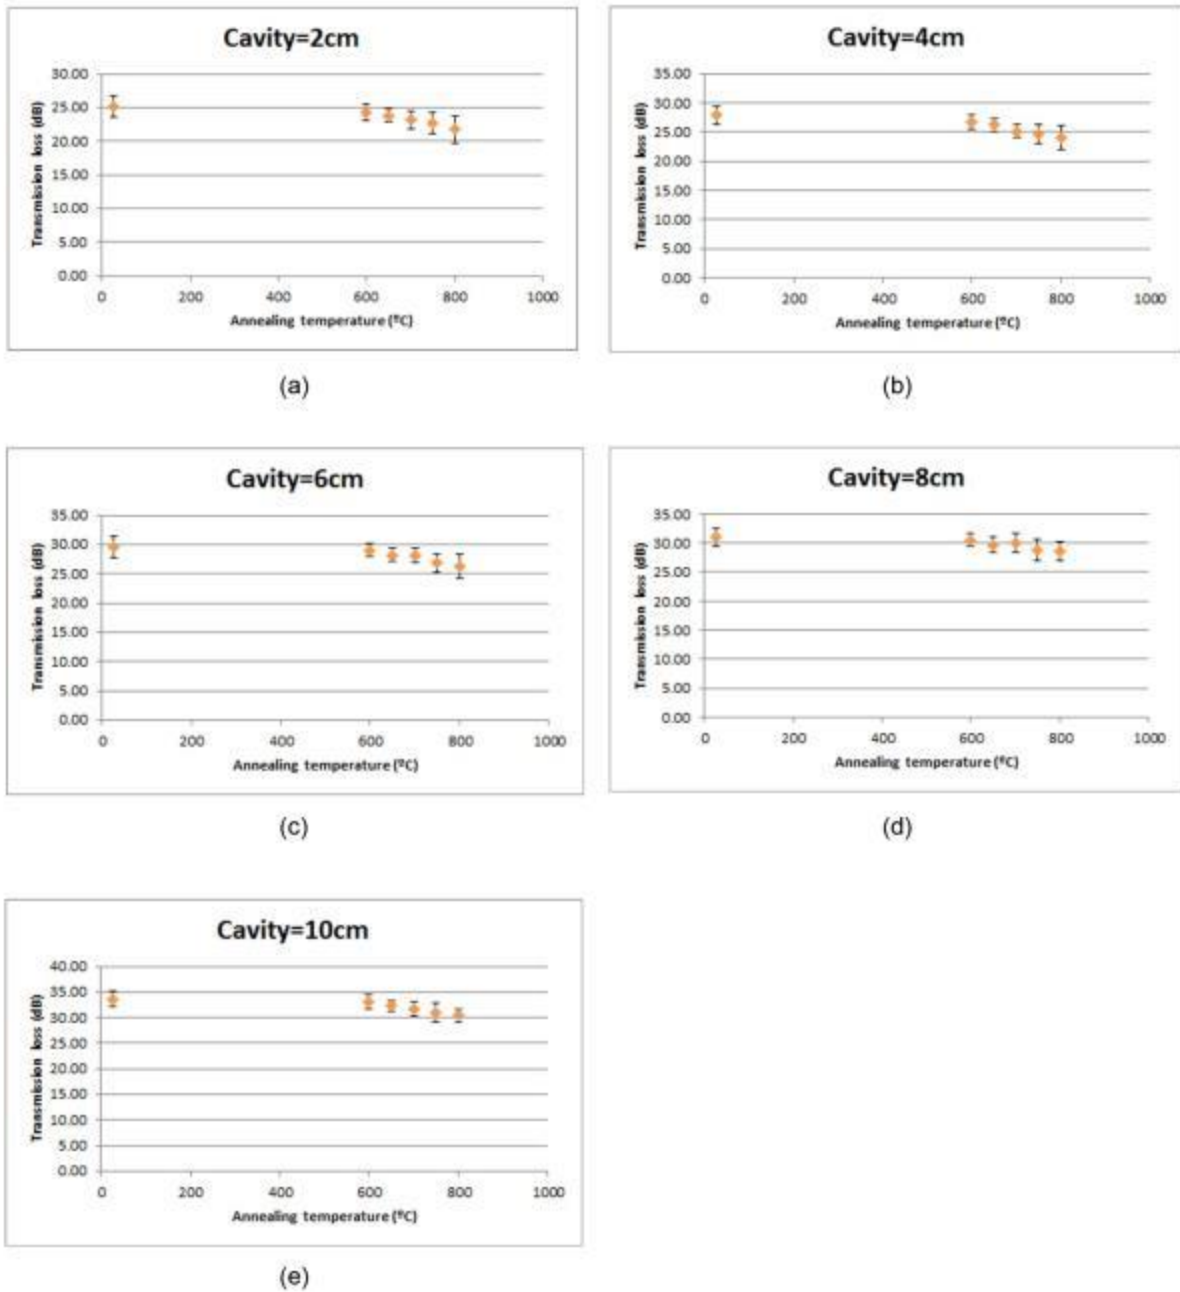 Cavity=2cm
Transmission loss (dB)
30.00
25.00
20.00
15.00
10.00
5.00
0.00
0 200 400 600 800 1000
Annealing temperature (ºC)
(a)
Cavity=4cm
Transmission loss (dB)
35.00
30.00
25.00
20.00
15.00
10.00
5.00
0.00
0 200 400 600 800 1000
Annealing temperature (ºC)
(b)
Cavity=6cm
Transmission loss (dB)
35.00
30.00
25.00
20.00
15.00
10.00
5.00
0.00
0 200 400 600 800 1000
Annealing temperature (ºC)
(c)
Cavity=8cm
Transmission loss (dB)
35.00
30.00
25.00
20.00
15.00
10.00
5.00
0.00
0 200 400 600 800 1000
Annealing temperature (ºC)
(d)
Cavity=10cm
Transmission loss (dB)
40.00
35.00
30.00
25.00
20.00
15.00
10.00
5.00
0.00
0 200 400 600 800 1000
Annealing temperature (ºC)
(e)